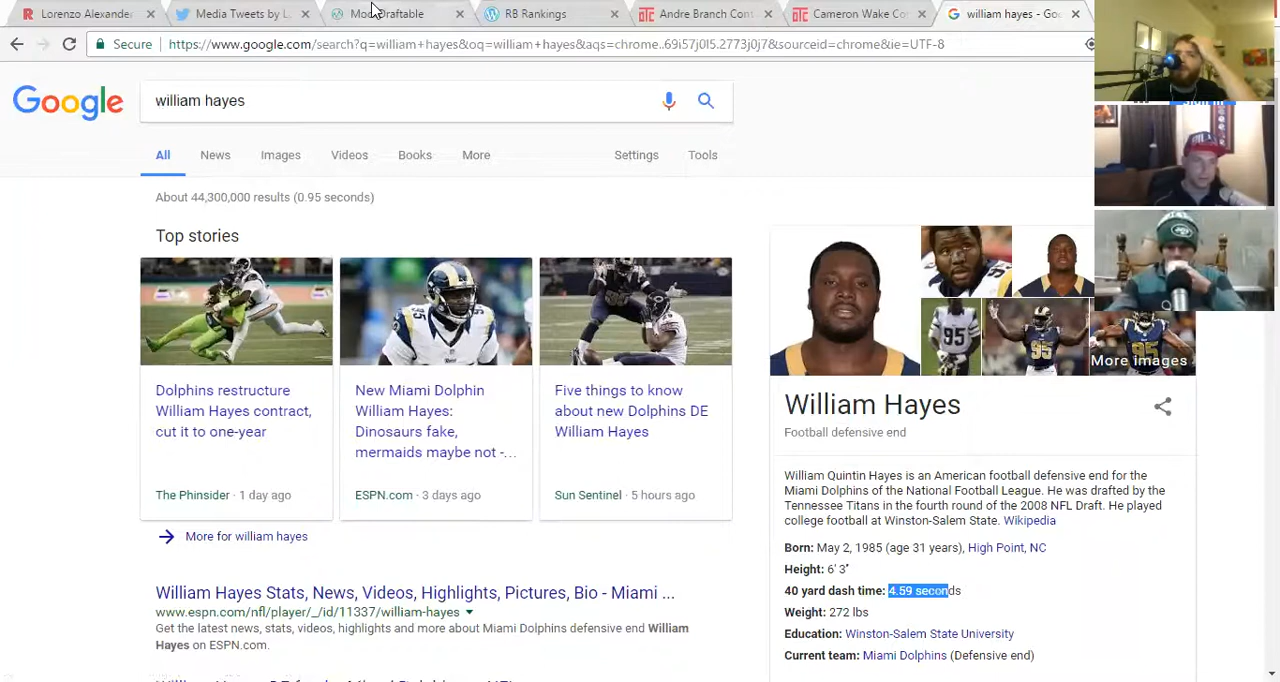 Lorenzo Alexander
Media Tweets by L
Moc Draftable
RB Rankings
Andre Branch Cont
Cameron Wake Co
william hayes - Goo
Secure
https://www.google.com/search?q=william+hayes&oq=william+hayes&aqs=chrome..69i57j0l5.2773j0j7&sourceid=chrome&ie=UTF-8
Google
william hayes
All
News
Images
Videos
Books
More
Settings
Tools
About 44,300,000 results (0.95 seconds)
Top stories
Dolphins restructure
William Hayes contract,
cut it to one-year
The Phinsider · 1 day ago
New Miami Dolphin
William Hayes:
Dinosaurs fake,
mermaids maybe not -...
ESPN.com · 3 days ago
Five things to know
about new Dolphins DE
William Hayes
Sun Sentinel · 5 hours ago
More for william hayes
William Hayes Stats, News, Videos, Highlights, Pictures, Bio - Miami ...
www.espn.com/nfl/player/_/id/11337/william-hayes
Get the latest news, stats, videos, highlights and more about Miami Dolphins defensive end William
Hayes on ESPN.com.
95
95
More images
William Hayes
Football defensive end
William Quintin Hayes is an American football defensive end for the
Miami Dolphins of the National Football League. He was drafted by the
Tennessee Titans in the fourth round of the 2008 NFL Draft. He played
college football at Winston-Salem State. Wikipedia
Born: May 2, 1985 (age 31 years), High Point, NC
Height: 6′ 3″
40 yard dash time: 4.59 seconds
Weight: 272 lbs
Education: Winston-Salem State University
Current team: Miami Dolphins (Defensive end)